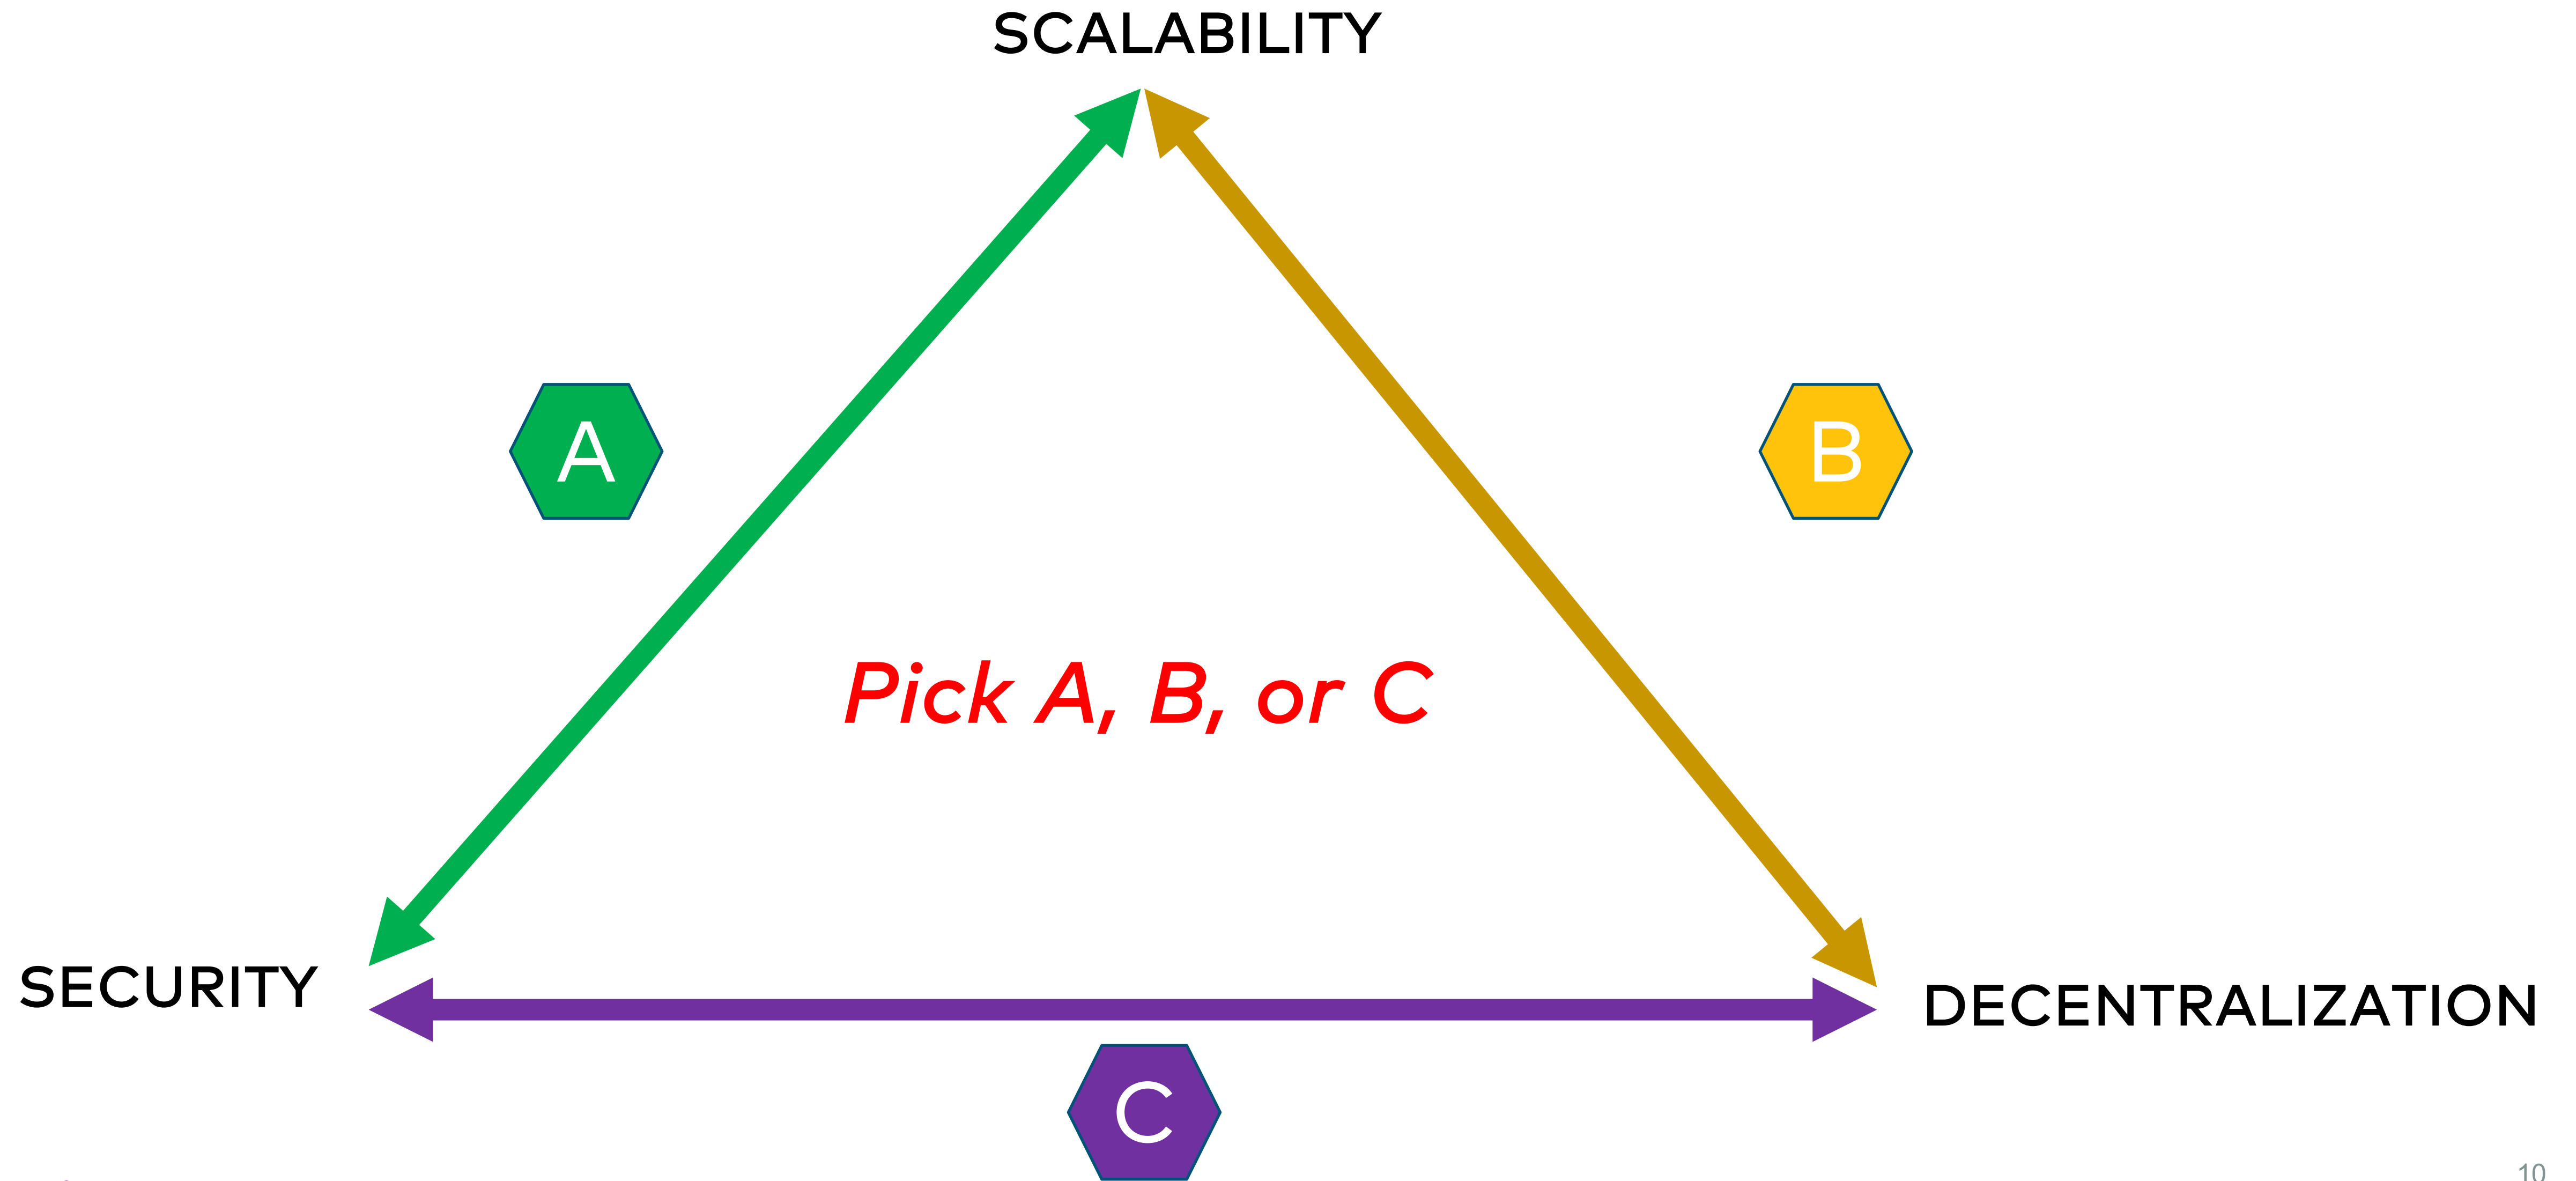 SCALABILITY
A
B
Pick A, B, or C
SECURITY
DECENTRALIZATION
C
10